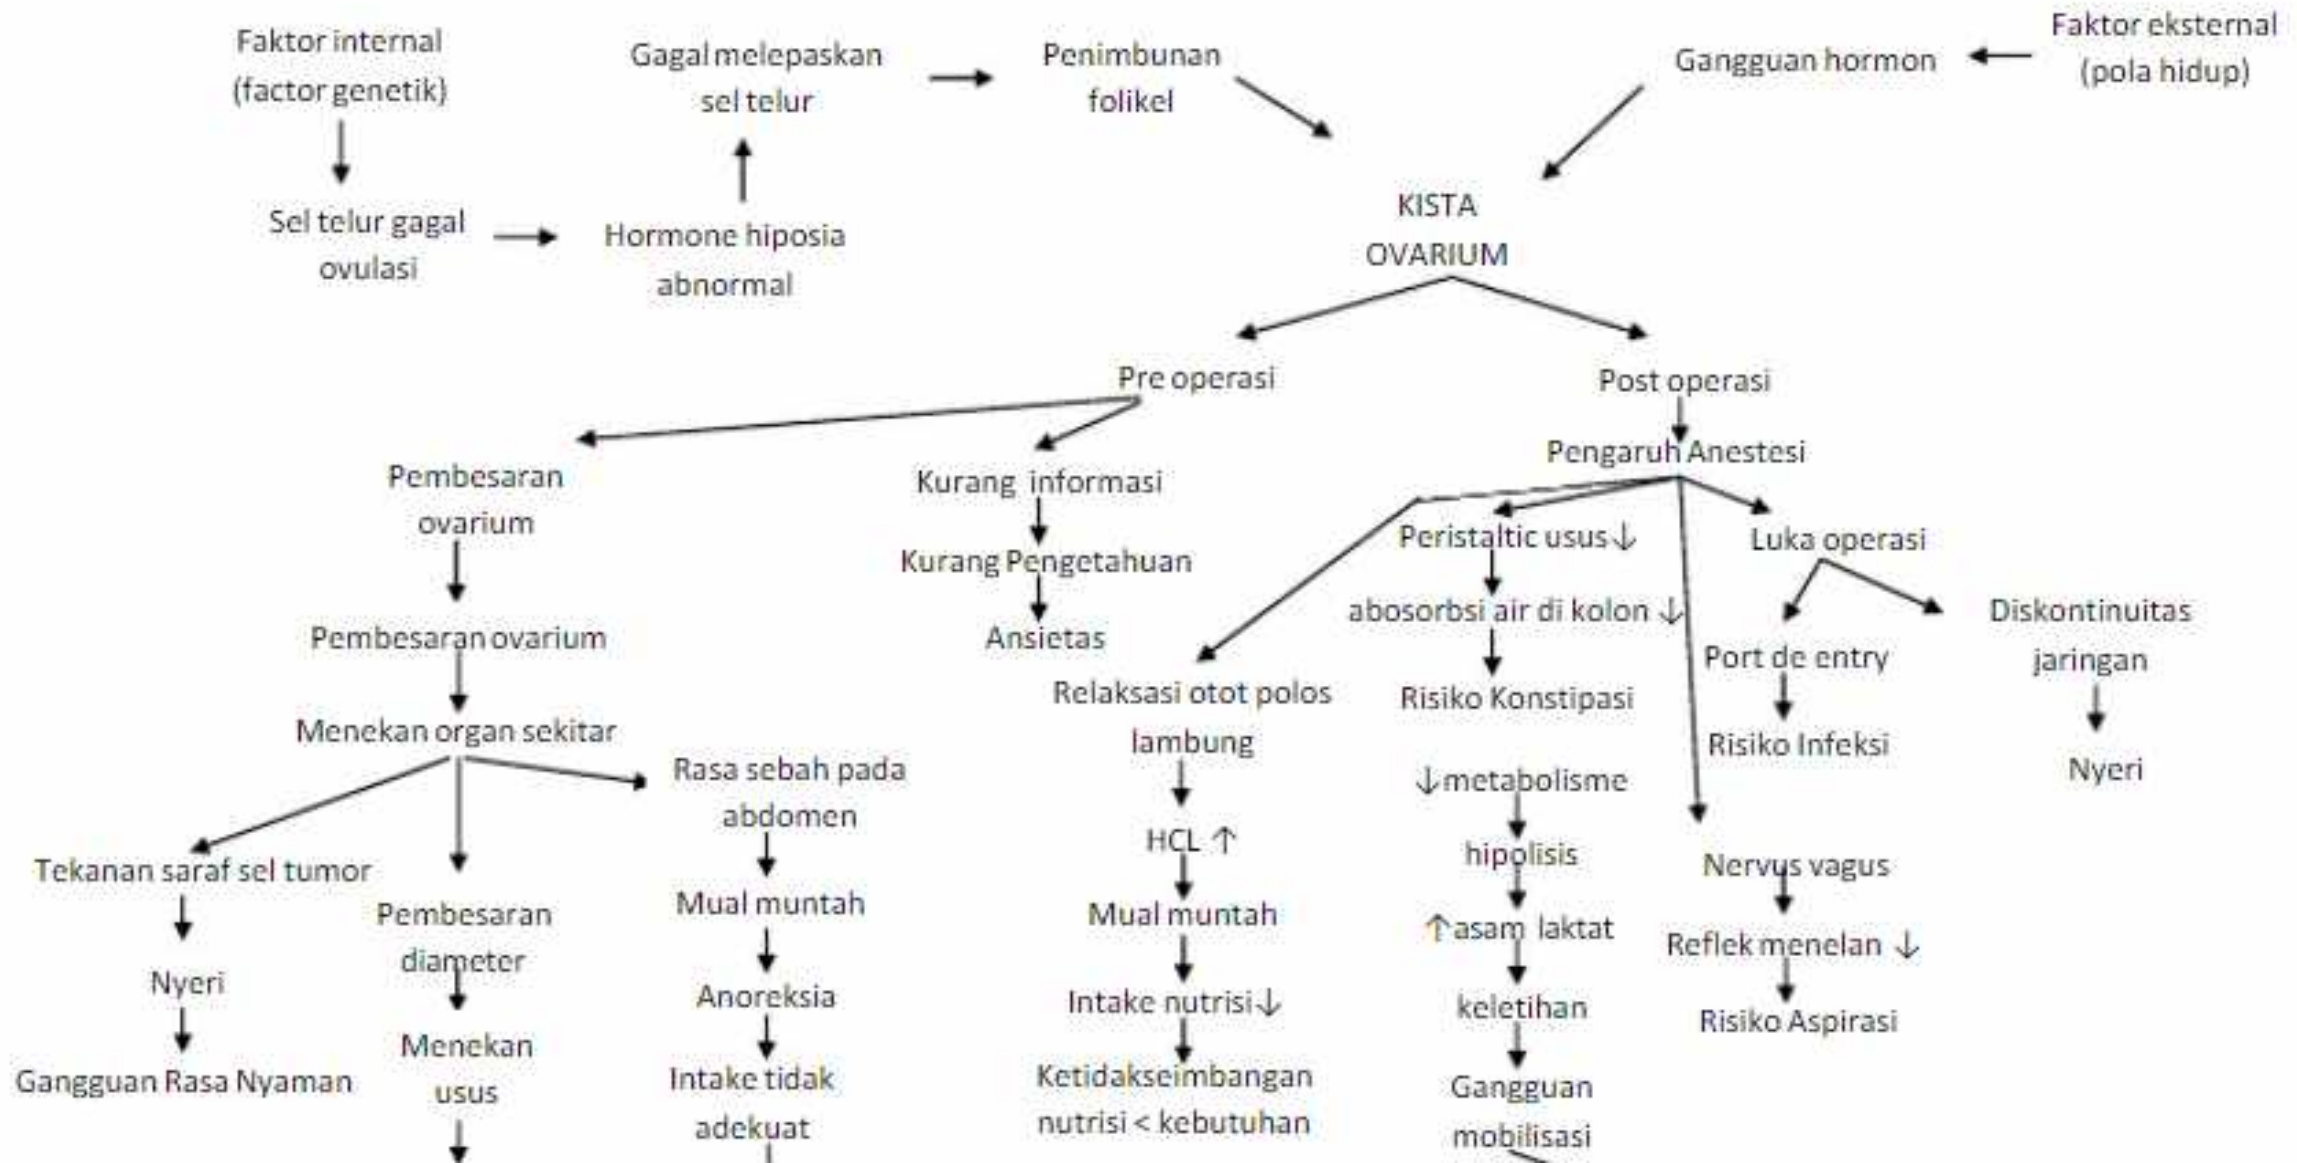 Faktor internal
(factor genetik)
Gagal melepaskan
sel telur
Penimbunan
folikel
Gangguan hormon
Faktor eksternal
(pola hidup)
Sel telur gagal
ovulasi
Hormone hiposia
abnormal
KISTA
OVARIUM
Pre operasi
Post operasi
Pembesaran
ovarium
Kurang informasi
Pengaruh Anestesi
Kurang Pengetahuan
Peristaltic usus↓
Luka operasi
Pembesaran ovarium
Ansietas
abosorbsi air di kolon ↓
Diskontinuitas
jaringan
Menekan organ sekitar
Relaksasi otot polos
lambung
Risiko Konstipasi
Port de entry
Risiko Infeksi
Nyeri
Rasa sebah pada
abdomen
↓metabolisme
Tekanan saraf sel tumor
HCL ↑
hipolisis
Nervus vagus
Pembesaran
diameter
Mual muntah
Mual muntah
↑asam laktat
Reflek menelan ↓
Nyeri
Anoreksia
Intake nutrisi↓
keletihan
Risiko Aspirasi
Gangguan Rasa Nyaman
Menekan
usus
Intake tidak
adekuat
Ketidakseimbangan
nutrisi < kebutuhan
Gangguan
mobilisasi